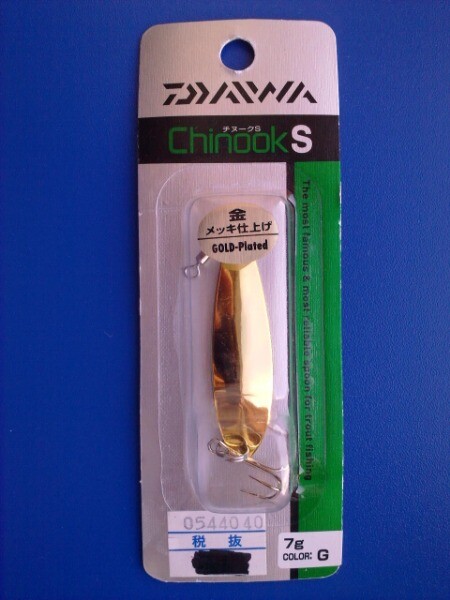 DAIWA
チヌークS
Chinook S
The most famous & most reliable spoon for trout fishing
金
メッキ仕上げ
GOLD-Plated
0544040
税 抜
7g
COLOR: G